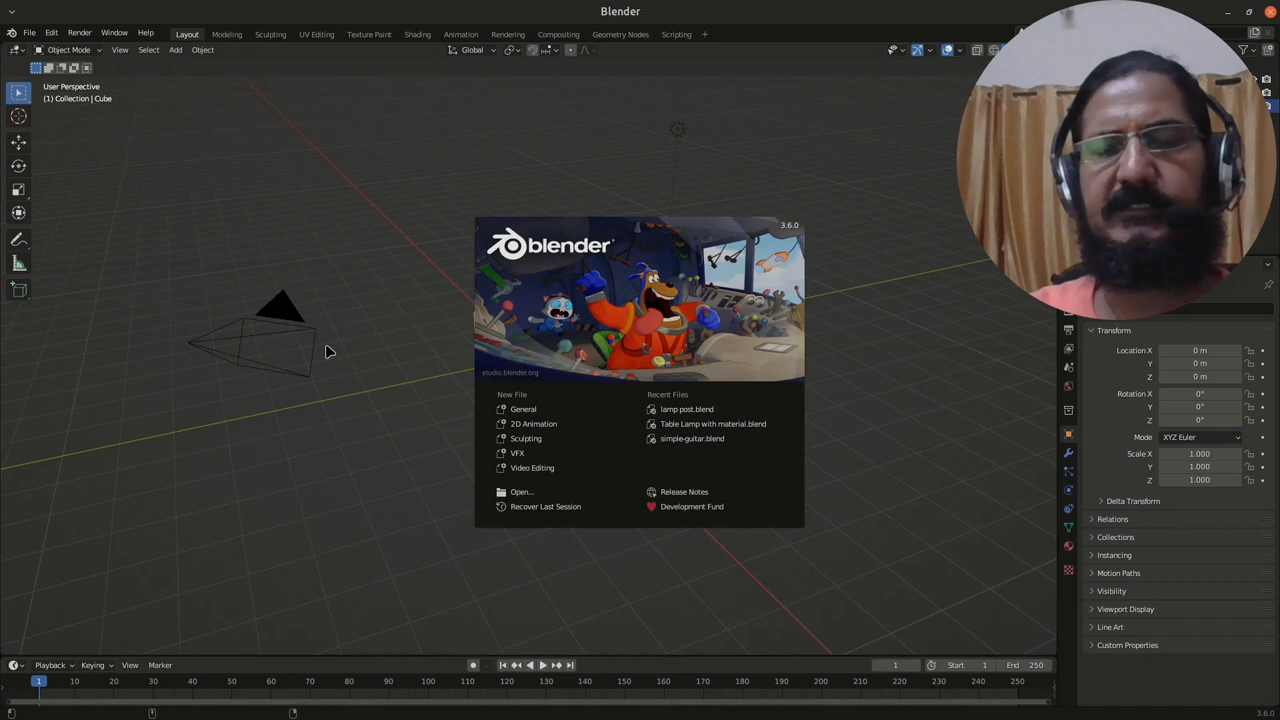 Blender
File Edit Render Window Help Layout Modeling Sculpting UV Editing Texture Paint Shading Animation Rendering Compositing Geometry Nodes Scripting +
Object Mode View Select Add Object Global
User Perspective
(1) Collection | Cube
3.6.0
blender
studio.blender.org
New File
General
2D Animation
Sculpting
VFX
Video Editing
Open...
Recover Last Session
Recent Files
lamp post.blend
Table Lamp with material.blend
simple-guitar.blend
Release Notes
Development Fund
Transform
Location X 0 m
Y 0 m
Z 0 m
Rotation X 0°
Y 0°
Z 0°
Mode XYZ Euler
Scale X 1.000
Y 1.000
Z 1.000
Delta Transform
Relations
Collections
Instancing
Motion Paths
Visibility
Viewport Display
Line Art
Custom Properties
Playback Keying View Marker 1 Start 1 End 250
1 10 20 30 40 50 60 70 80 90 100 110 120 130 140 150 160 170 180 190 200 210 220 230 240 250
3.6.0